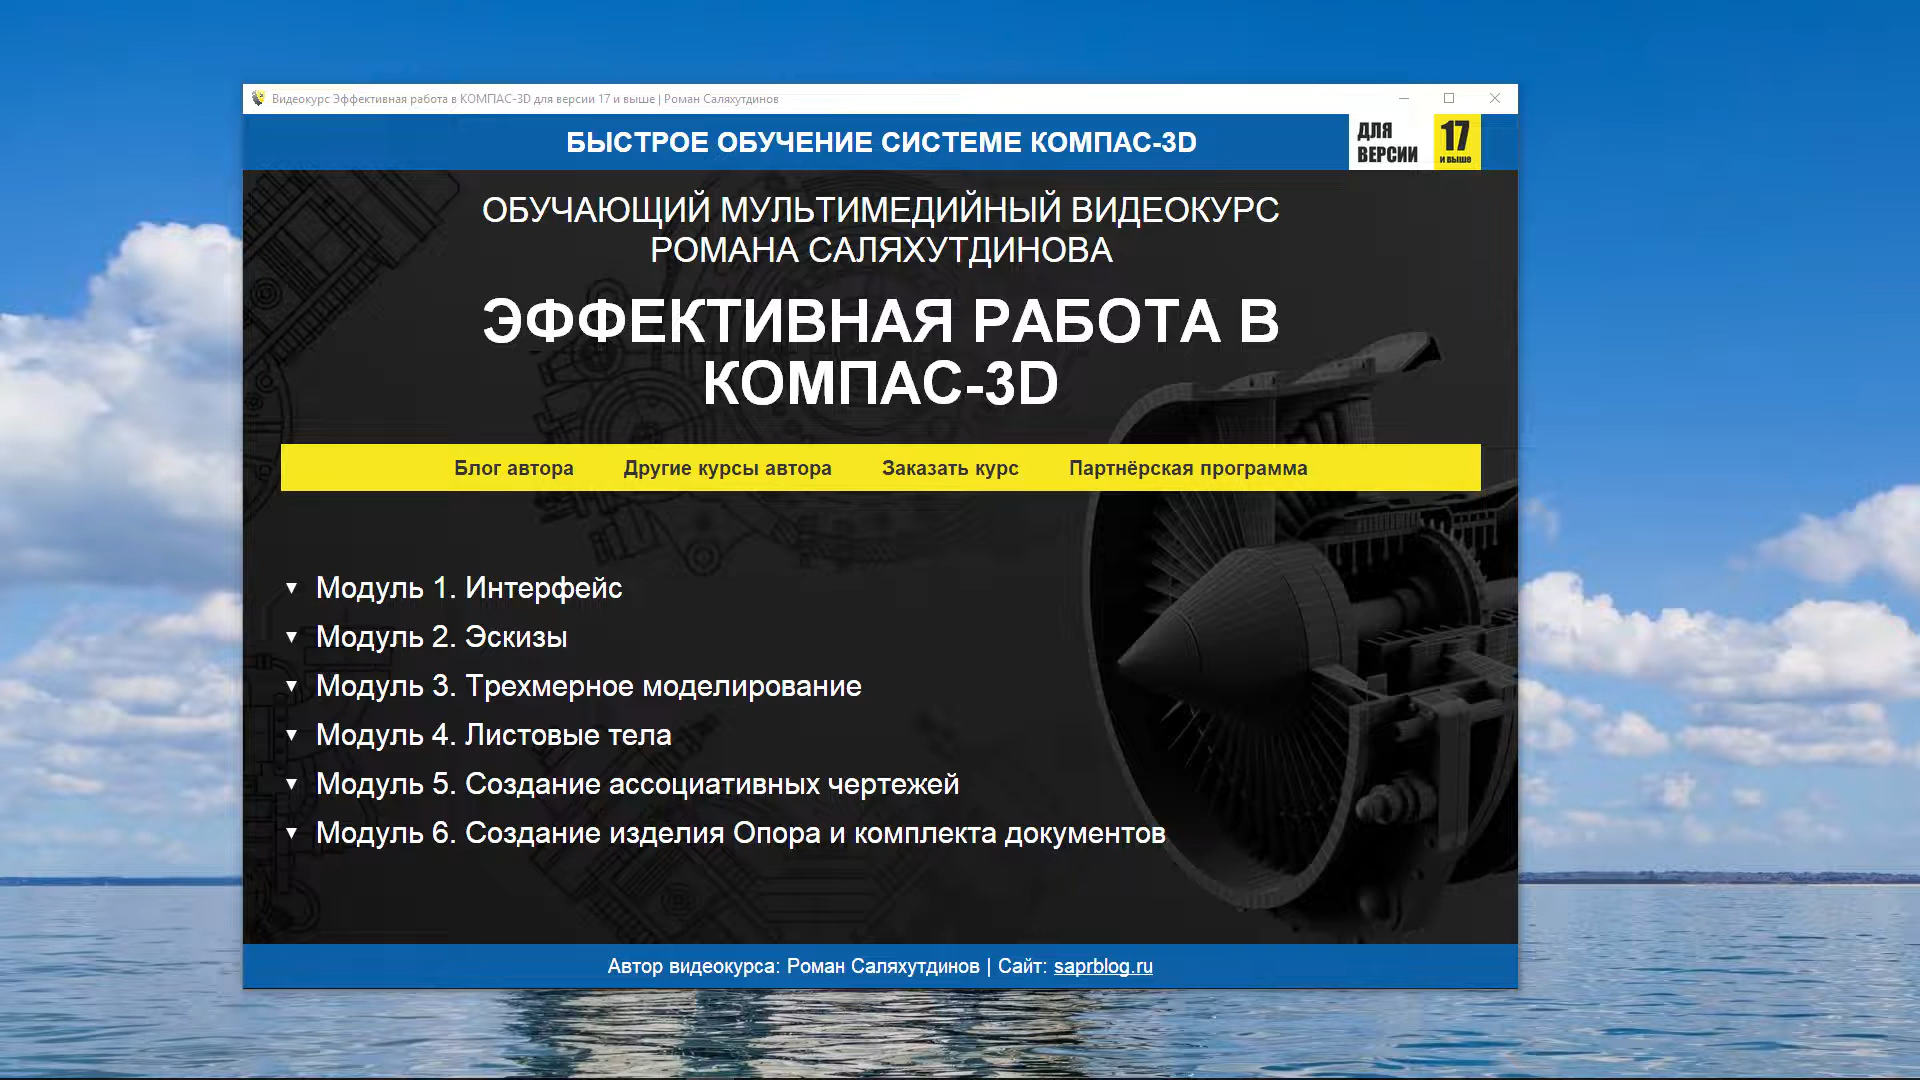 Видеокурс Эффективная работа в КОМПАС-3D для версии 17 и выше | Роман Саляхутдинов
БЫСТРОЕ ОБУЧЕНИЕ СИСТЕМЕ КОМПАС-3D
ДЛЯ
ВЕРСИИ
17
И ВЫШЕ
ОБУЧАЮЩИЙ МУЛЬТИМЕДИЙНЫЙ ВИДЕОКУРС
РОМАНА САЛЯХУТДИНОВА
ЭФФЕКТИВНАЯ РАБОТА В
КОМПАС-3D
Блог автора Другие курсы автора Заказать курс Партнёрская программа
Модуль 1. Интерфейс
Модуль 2. Эскизы
Модуль 3. Трехмерное моделирование
Модуль 4. Листовые тела
Модуль 5. Создание ассоциативных чертежей
Модуль 6. Создание изделия Опора и комплекта документов
Автор видеокурса: Роман Саляхутдинов | Сайт: saprblog.ru